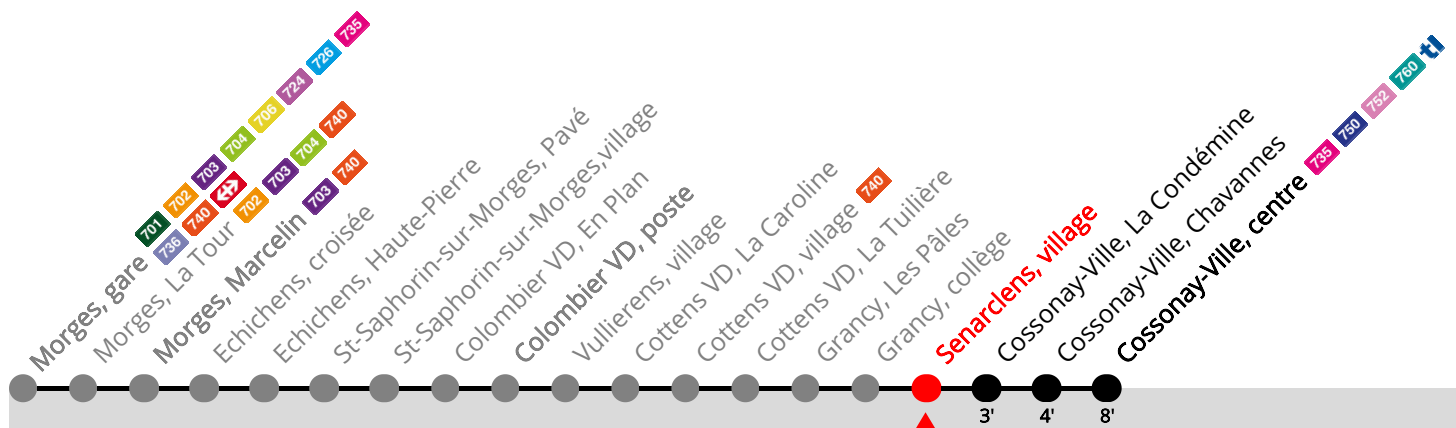 Morges, gare 701 702 703 704 706 724 726 735
736 740
Morges, La Tour 702 703 704 740
Morges, Marcelin 703 740
Echichens, croisée
Echichens, Haute-Pierre
St-Saphorin-sur-Morges, Pavé
St-Saphorin-sur-Morges,village
Colombier VD, En Plan
Colombier VD, poste
Vullierens, village
Cottens VD, La Caroline
Cottens VD, village 740
Cottens VD, La Tuilière
Grancy, Les Pâles
Grancy, collège
Senarclens, village
Cossonay-Ville, La Condémine
Cossonay-Ville, Chavannes
Cossonay-Ville, centre 735 750 752 760 tl
3' 4' 8'